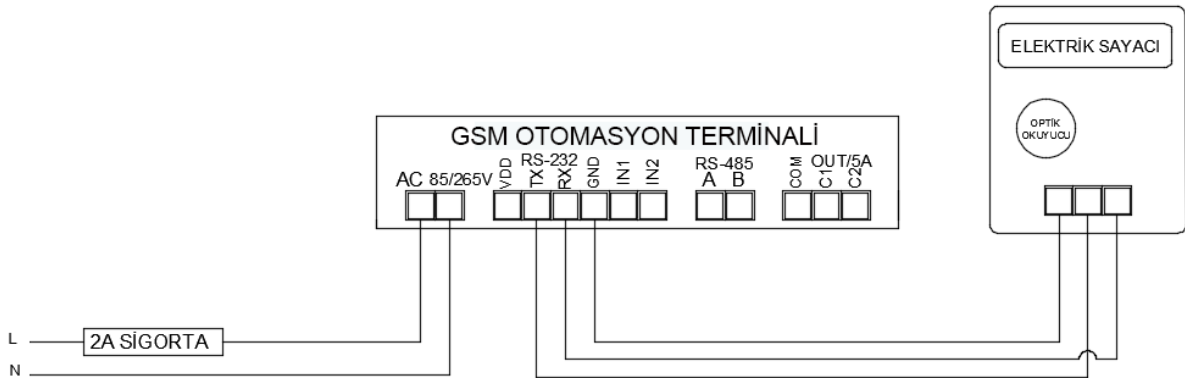 ELEKTRİK SAYACI
OPTİK
OKUYUCU
GSM OTOMASYON TERMİNALİ
AC 85/265V
RS-232
VDD
TX
RX
GND
IN1
IN2
RS-485
A B
OUT/5A
COM
C1
C2
L
2A SİGORTA
N